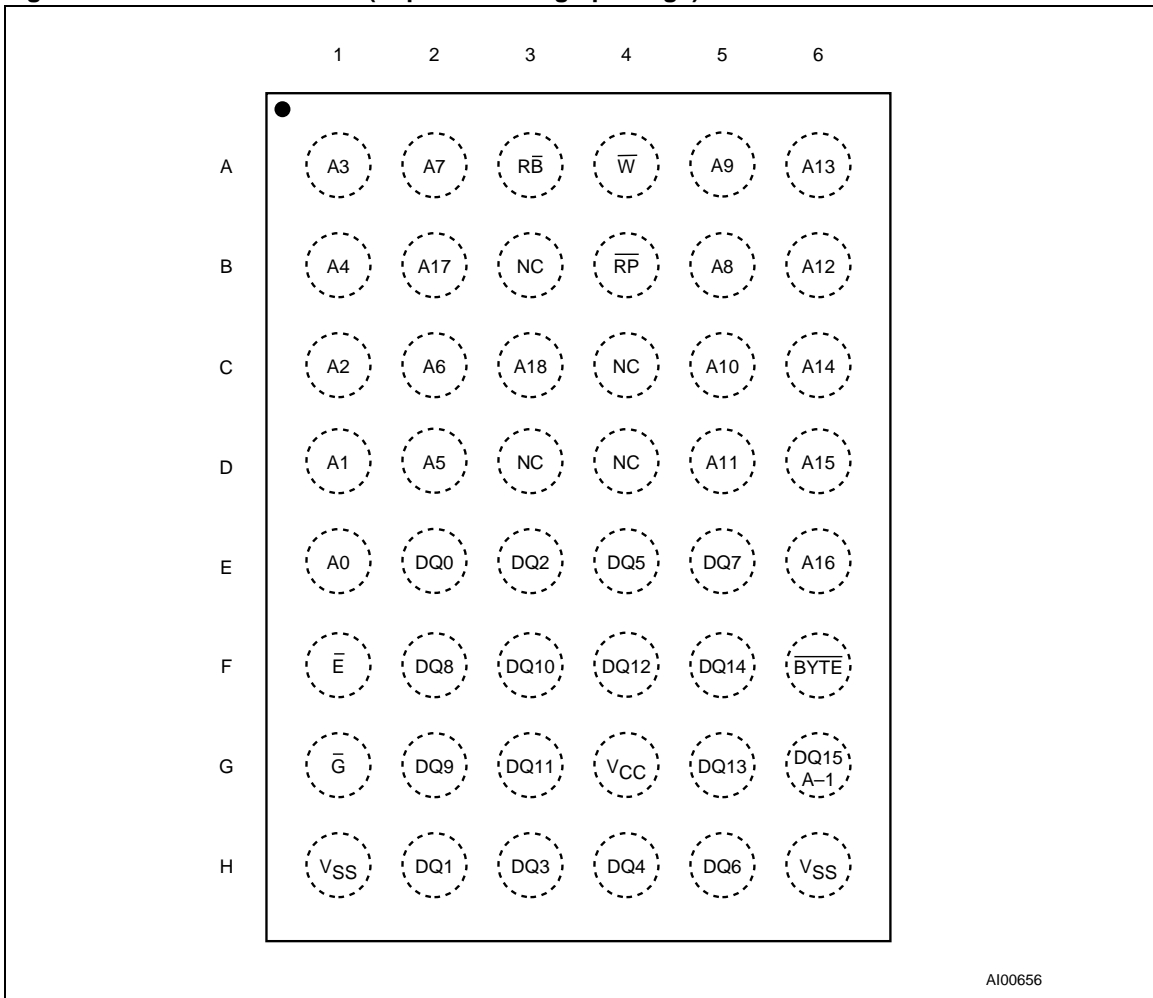 1 2 3 4 5 6
A A3 A7 RB̅ W̅ A9 A13
B A4 A17 NC R̅P̅ A8 A12
C A2 A6 A18 NC A10 A14
D A1 A5 NC NC A11 A15
E A0 DQ0 DQ2 DQ5 DQ7 A16
F E̅ DQ8 DQ10 DQ12 DQ14 B̅Y̅T̅E̅
G G̅ DQ9 DQ11 VCC DQ13 DQ15
A–1
H VSS DQ1 DQ3 DQ4 DQ6 VSS
AI00656